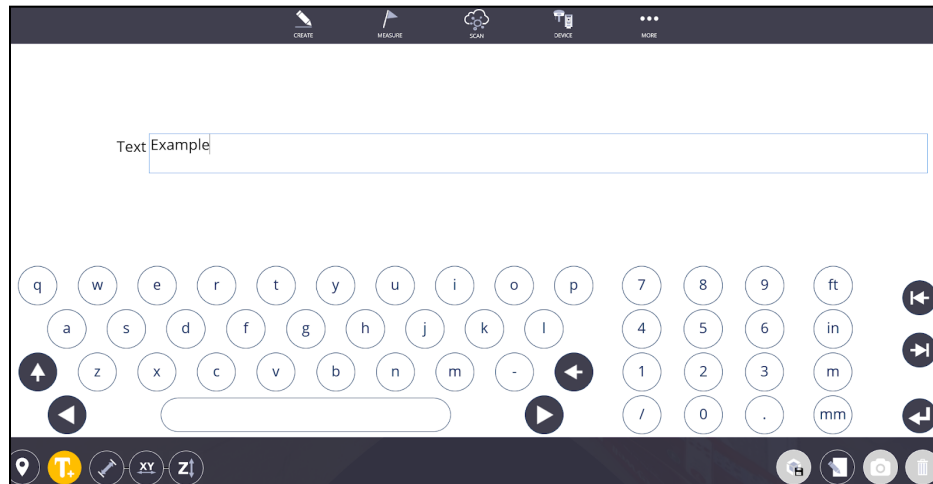 CREATE MEASURE SCAN DEVICE MORE
Text Example
q w e r t y u i o p 7 8 9 ft
a s d f g h j k l 4 5 6 in
z x c v b n m - 1 2 3 m
/ 0 . mm
T+ XY Z